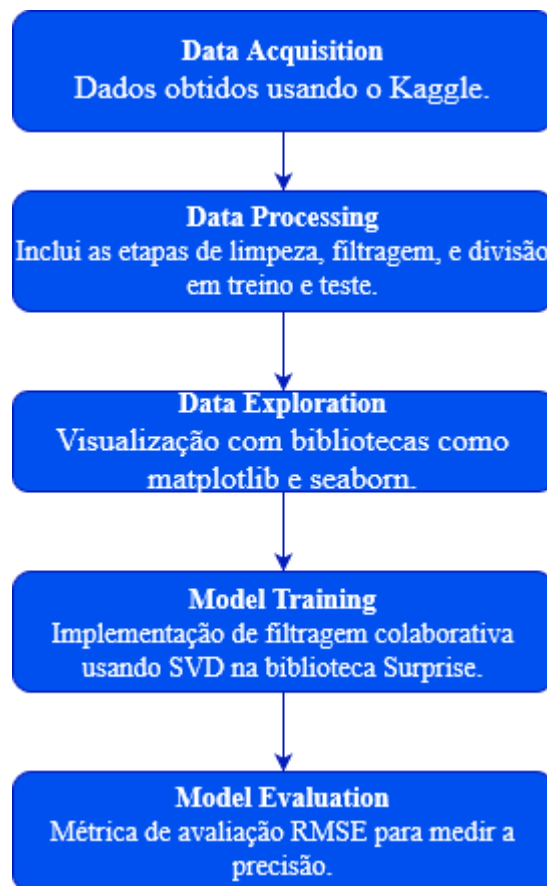 Data Acquisition
Dados obtidos usando o Kaggle.
Data Processing
Inclui as etapas de limpeza, filtragem, e divisão
em treino e teste.
Data Exploration
Visualização com bibliotecas como
matplotlib e seaborn.
Model Training
Implementação de filtragem colaborativa
usando SVD na biblioteca Surprise.
Model Evaluation
Métrica de avaliação RMSE para medir a
precisão.